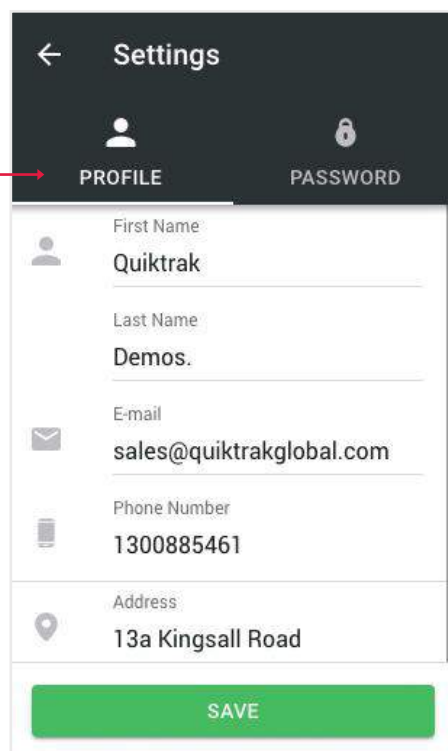 Settings
PROFILE PASSWORD
First Name
Quiktrak
Last Name
Demos.
E-mail
sales@quiktrakglobal.com
Phone Number
1300885461
Address
13a Kingsall Road
SAVE